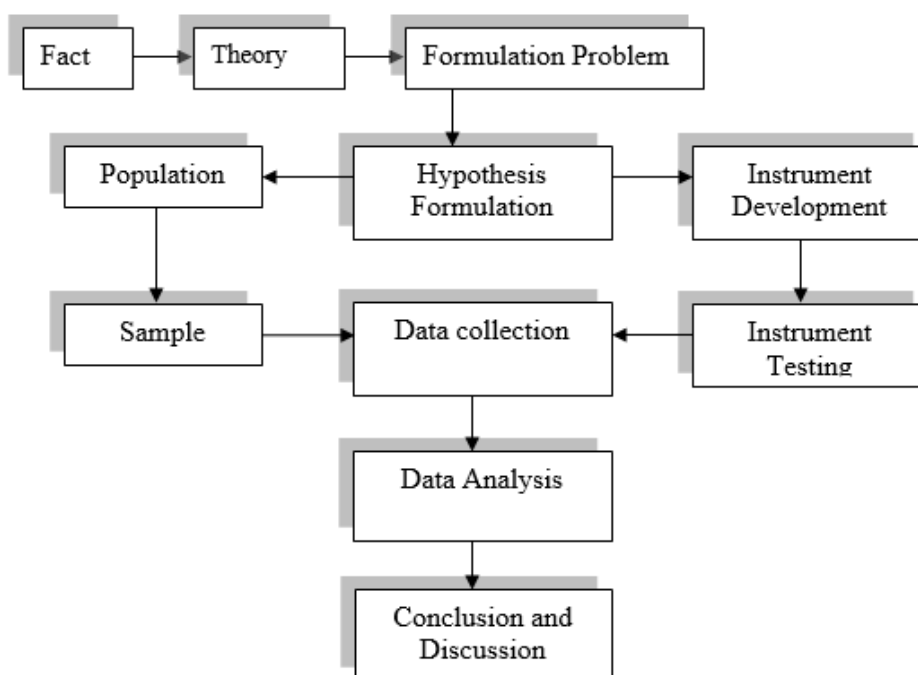 Fact
Theory
Formulation Problem
Population
Hypothesis
Formulation
Instrument
Development
Sample
Data collection
Instrument
Testing
Data Analysis
Conclusion and
Discussion